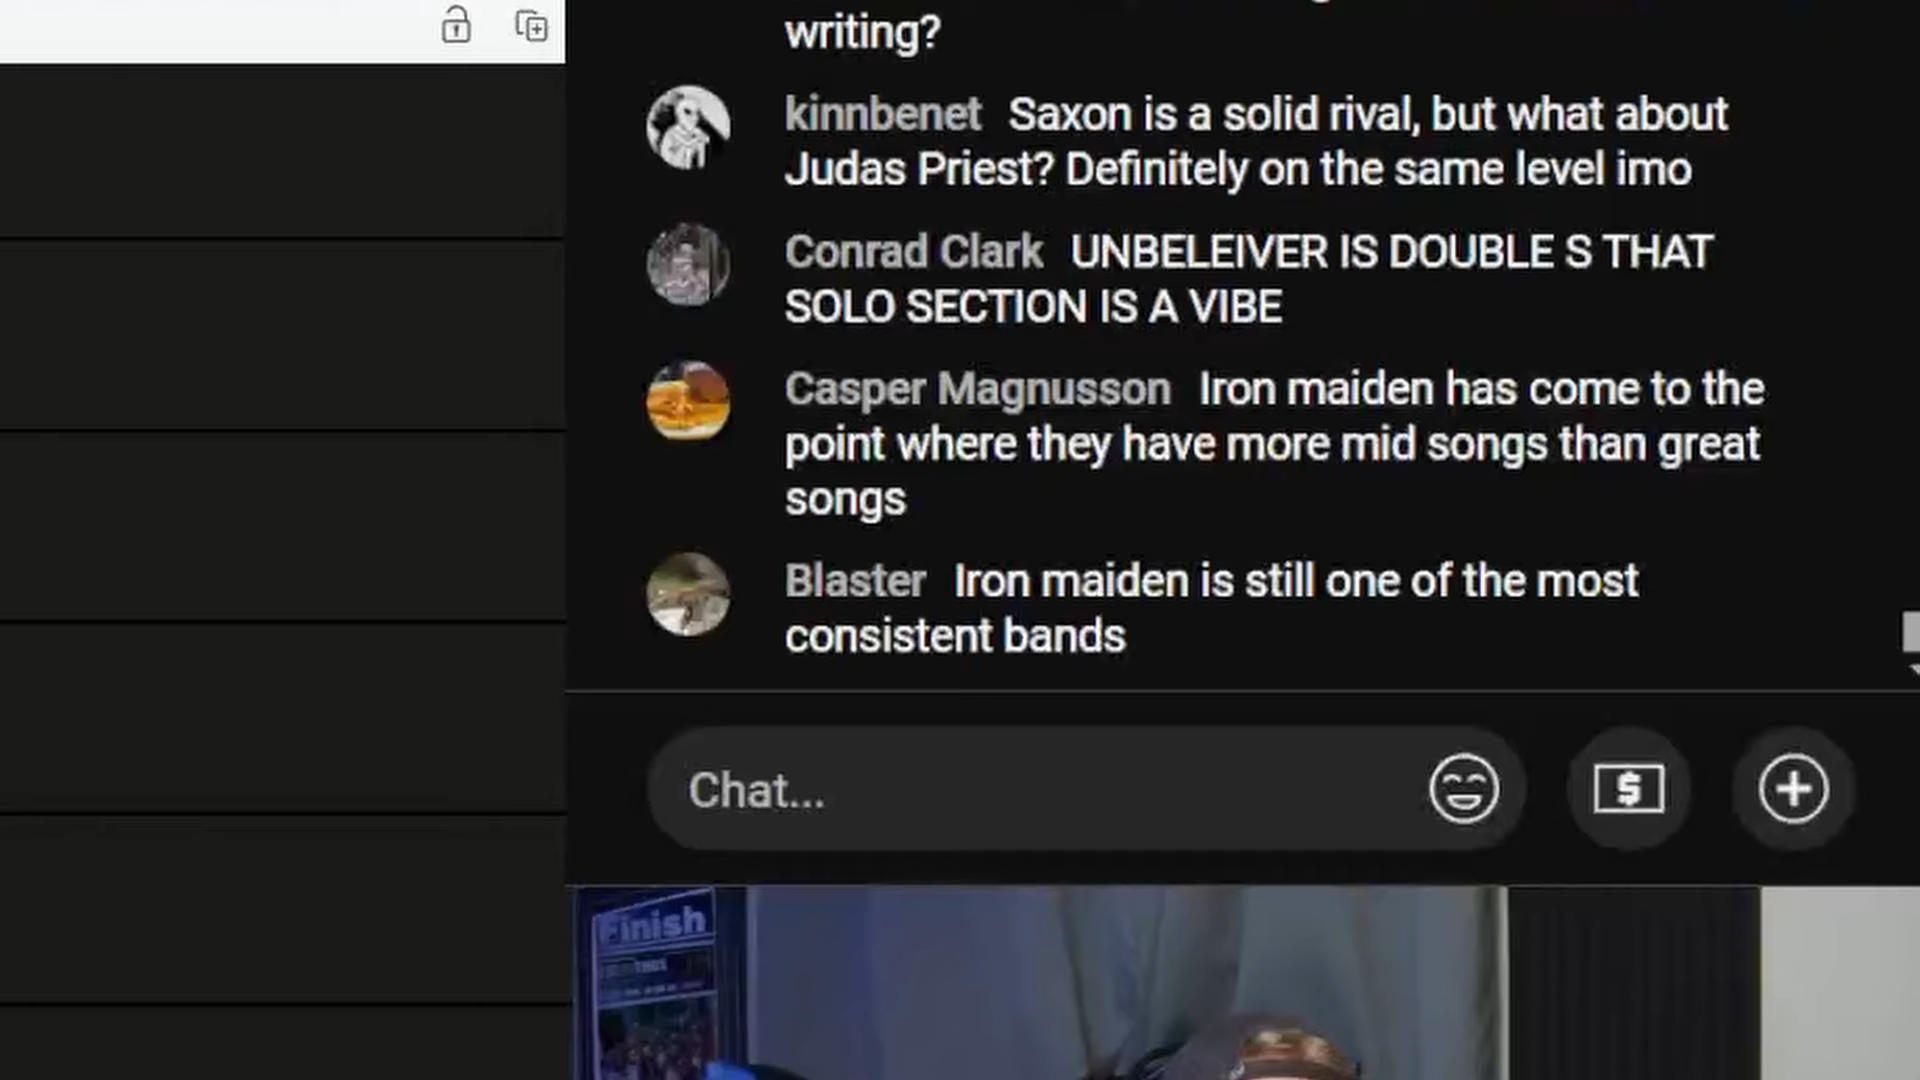 writing?
kinnbenet Saxon is a solid rival, but what about
Judas Priest? Definitely on the same level imo
Conrad Clark UNBELEIVER IS DOUBLE S THAT
SOLO SECTION IS A VIBE
Casper Magnusson Iron maiden has come to the
point where they have more mid songs than great
songs
Blaster Iron maiden is still one of the most
consistent bands
Chat...
Finish